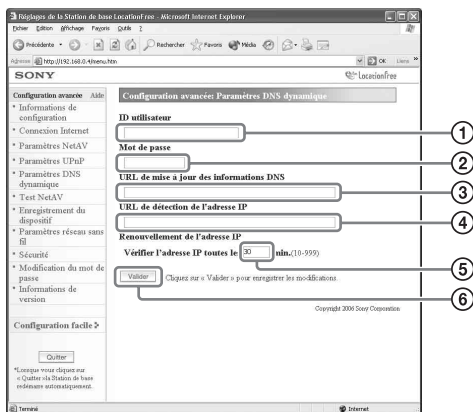 Réglages de la Station de base LocationFree - Microsoft Internet Explorer
Fichier Edition Affichage Favoris Outils ?
Précédente Rechercher Favoris Média
Adresse http://192.168.0.4/menu.htm OK Liens »
SONY
LocationFree
Configuration avancée Aide
* Informations de configuration
* Connexion Internet
* Paramètres NetAV
* Paramètres UPnP
* Paramètres DNS dynamique
* Test NetAV
* Enregistrement du dispositif
* Paramètres réseau sans fil
* Sécurité
* Modification du mot de passe
* Informations de version
Configuration facile
Quitter
*Lorsque vous cliquez sur
« Quitter »la Station de base
redémarre automatiquement.
Configuration avancée: Paramètres DNS dynamique
ID utilisateur
1
Mot de passe
2
URL de mise à jour des informations DNS
3
URL de détection de l'adresse IP
4
Renouvellement de l'adresse IP
Vérifier l'adresse IP toutes le 30 min.(10-999)
5
Valider Cliquez sur « Valider » pour enregistrer les modifications.
6
Copyright 2006 Sony Corporation
Terminé
Internet